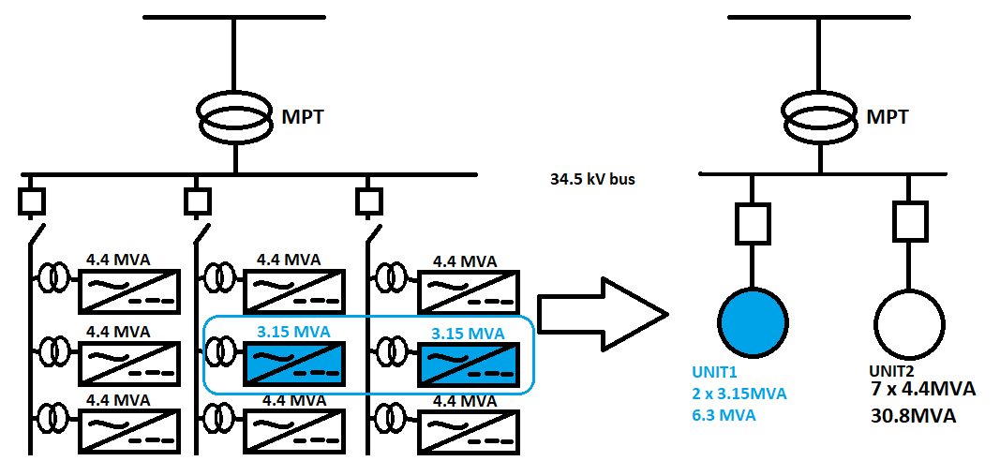 MPT
MPT
34.5 kV bus
4.4 MVA
4.4 MVA
4.4 MVA
4.4 MVA
3.15 MVA
3.15 MVA
4.4 MVA
4.4 MVA
4.4 MVA
UNIT1
2 x 3.15MVA
6.3 MVA
UNIT2
7 x 4.4MVA
30.8MVA